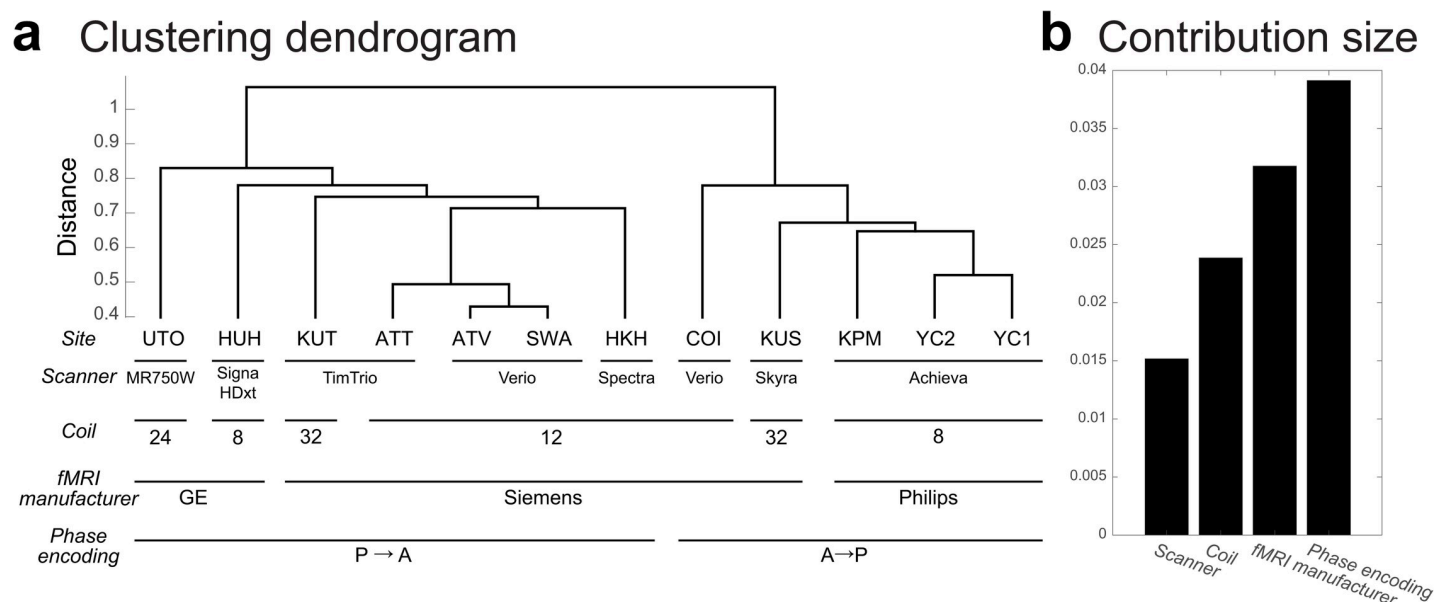 a Clustering dendrogram
Distance
1
0.9
0.8
0.7
0.6
0.5
0.4
Site UTO HUH KUT ATT ATV SWA HKH COI KUS KPM YC2 YC1
Scanner MR750W Signa HDxt TimTrio Verio Spectra Verio Skyra Achieva
Coil 24 8 32 12 32 8
fMRI
manufacturer GE Siemens Philips
Phase
encoding P → A A→P
b Contribution size
0.04
0.035
0.03
0.025
0.02
0.015
0.01
0.005
0
Scanner
Coil
fMRI manufacturer
Phase encoding